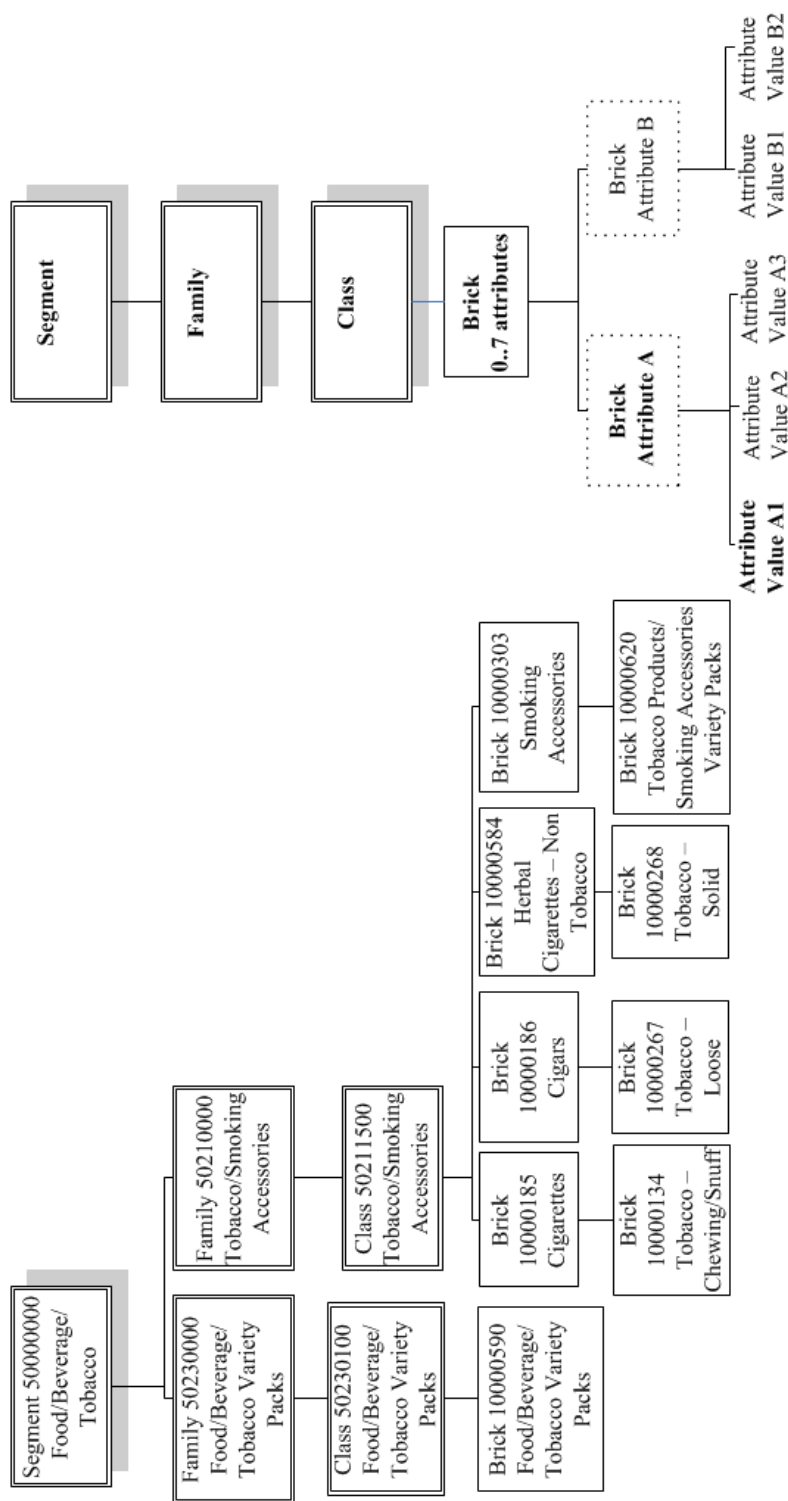 Segment 50000000
Food/Beverage/
Tobacco
Family 50230000
Food/Beverage/
Tobacco Variety
Packs
Family 50210000
Tobacco/Smoking
Accessories
Class 50230100
Food/Beverage/
Tobacco Variety
Packs
Class 50211500
Tobacco/Smoking
Accessories
Brick 10000590
Food/Beverage/
Tobacco Variety
Packs
Brick
10000185
Cigarettes
Brick
10000186
Cigars
Brick 10000584
Herbal
Cigarettes – Non
Tobacco
Brick 10000303
Smoking
Accessories
Brick
10000134
Tobacco –
Chewing/Snuff
Brick
10000267
Tobacco –
Loose
Brick
10000268
Tobacco –
Solid
Brick 10000620
Tobacco Products/
Smoking Accessories
Variety Packs
Segment
Family
Class
Brick
0..7 attributes
Brick
Attribute A
Brick
Attribute B
Attribute
Value A1
Attribute
Value A2
Attribute
Value A3
Attribute
Value B1
Attribute
Value B2